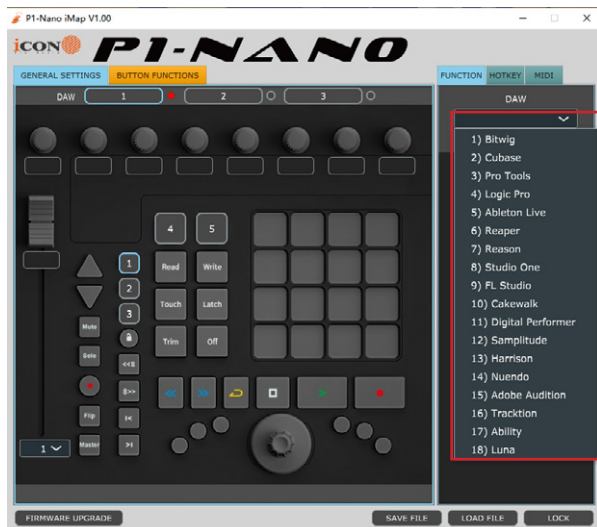 P1-Nano iMap V1.00
iCON
P1-NANO
GENERAL SETTINGS BUTTON FUNCTIONS
FUNCTION HOTKEY MIDI
DAW 1 2 3
DAW
1) Bitwig
2) Cubase
3) Pro Tools
4) Logic Pro
5) Ableton Live
6) Reaper
7) Reason
8) Studio One
9) FL Studio
10) Cakewalk
11) Digital Performer
12) Samplitude
13) Harrison
14) Nuendo
15) Adobe Audition
16) Tracktion
17) Ability
18) Luna
4 5
1 Read Write
2
3
Touch Latch
Mute
Trim Off
Solo <<8
8>>
Flip |<
1 Master >|
FIRMWARE UPGRADE SAVE FILE LOAD FILE LOCK